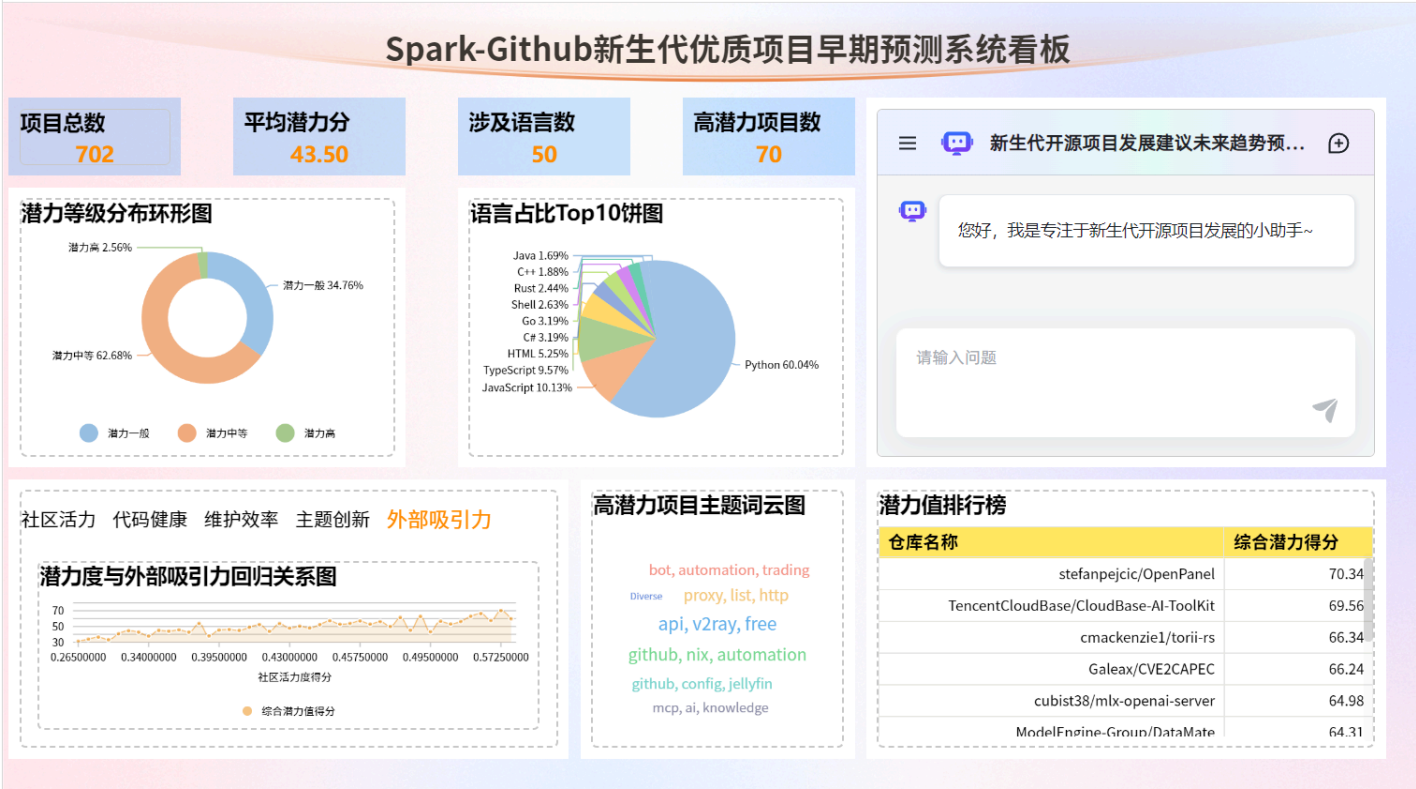 Spark-Github新生代优质项目早期预测系统看板
项目总数
702
平均潜力分
43.50
涉及语言数
50
高潜力项目数
70
新生代开源项目发展建议未来趋势预...
您好，我是专注于新生代开源项目发展的小助手~
请输入问题
潜力等级分布环形图
潜力高 2.56%
潜力一般 34.76%
潜力中等 62.68%
潜力一般
潜力中等
潜力高
语言占比Top10饼图
Java 1.69%
C++ 1.88%
Rust 2.44%
Shell 2.63%
Go 3.19%
C# 3.19%
HTML 5.25%
TypeScript 9.57%
JavaScript 10.13%
Python 60.04%
社区活力 代码健康 维护效率 主题创新 外部吸引力
潜力度与外部吸引力回归关系图
70
50
30
0.26500000 0.34000000 0.39500000 0.43000000 0.45750000 0.49500000 0.57250000
社区活力度得分
综合潜力值得分
高潜力项目主题词云图
bot, automation, trading
Diverse
proxy, list, http
api, v2ray, free
github, nix, automation
github, config, jellyfin
mcp, ai, knowledge
潜力值排行榜
仓库名称 综合潜力得分
stefanpejcic/OpenPanel 70.34
TencentCloudBase/CloudBase-AI-ToolKit 69.56
cmackenzie1/torii-rs 66.34
Galeax/CVE2CAPEC 66.24
cubist38/mlx-openai-server 64.98
ModelEngine-Group/DataMate 64.31